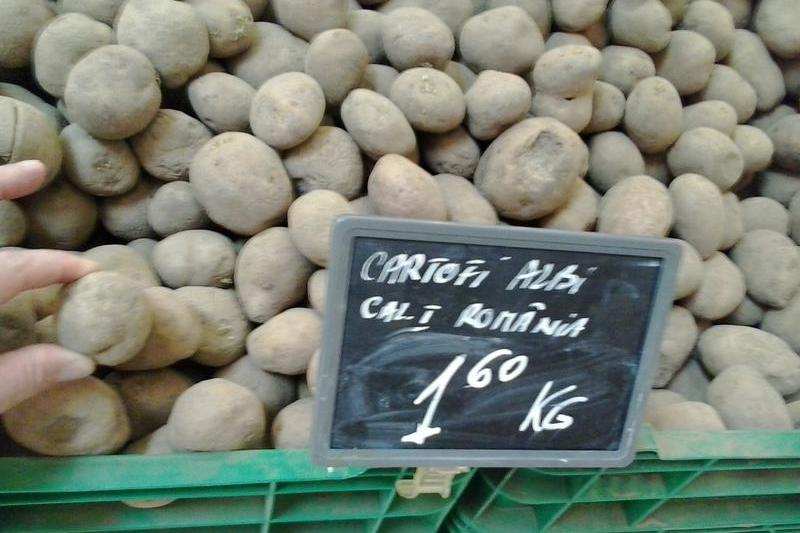 CARTOFI ALBI
CAL I ROMÂNIA
1 60 KG